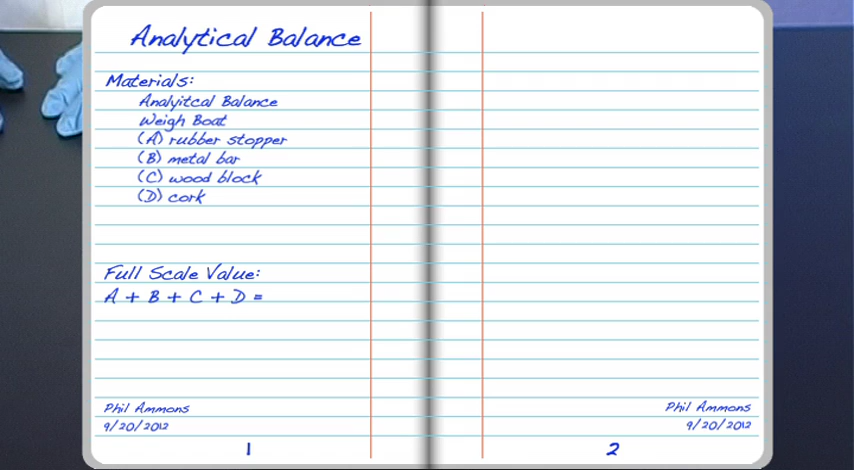 Analytical Balance
Materials:
Analyitcal Balance
Weigh Boat
(A) rubber stopper
(B) metal bar
(C) wood block
(D) cork
Full Scale Value:
A + B + C + D =
Phil Ammons
9/20/2012
1
Phil Ammons
9/20/2012
2